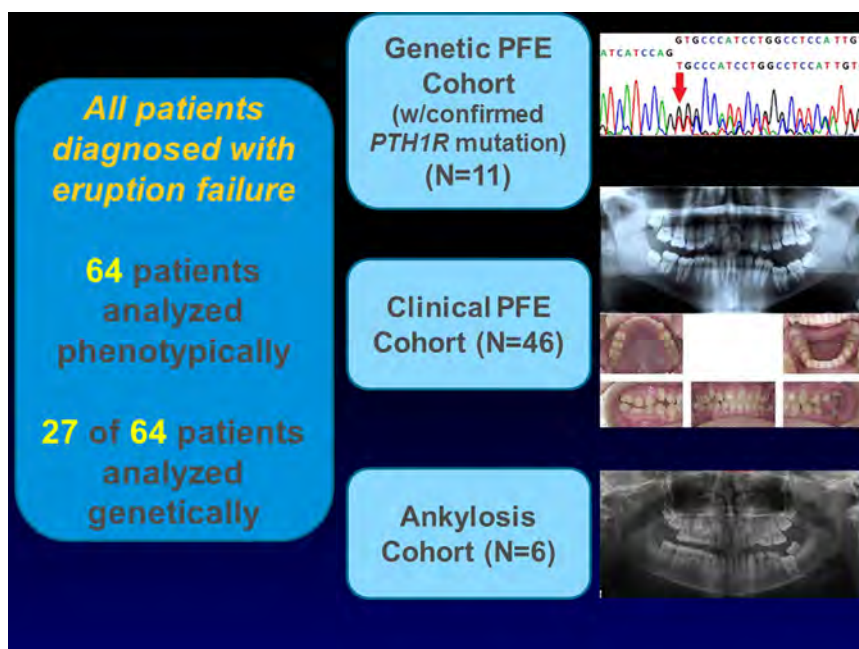 All patients
diagnosed with
eruption failure
64 patients
analyzed
phenotypically
27 of 64 patients
analyzed
genetically
Genetic PFE
Cohort
(w/confirmed
PTH1R mutation)
(N=11)
Clinical PFE
Cohort (N=46)
Ankylosis
Cohort (N=6)
GTGCCCATCCTGGCCTCCATTG
ATCATCCAG
TGCCCATCCTGGCCTCCATTGT